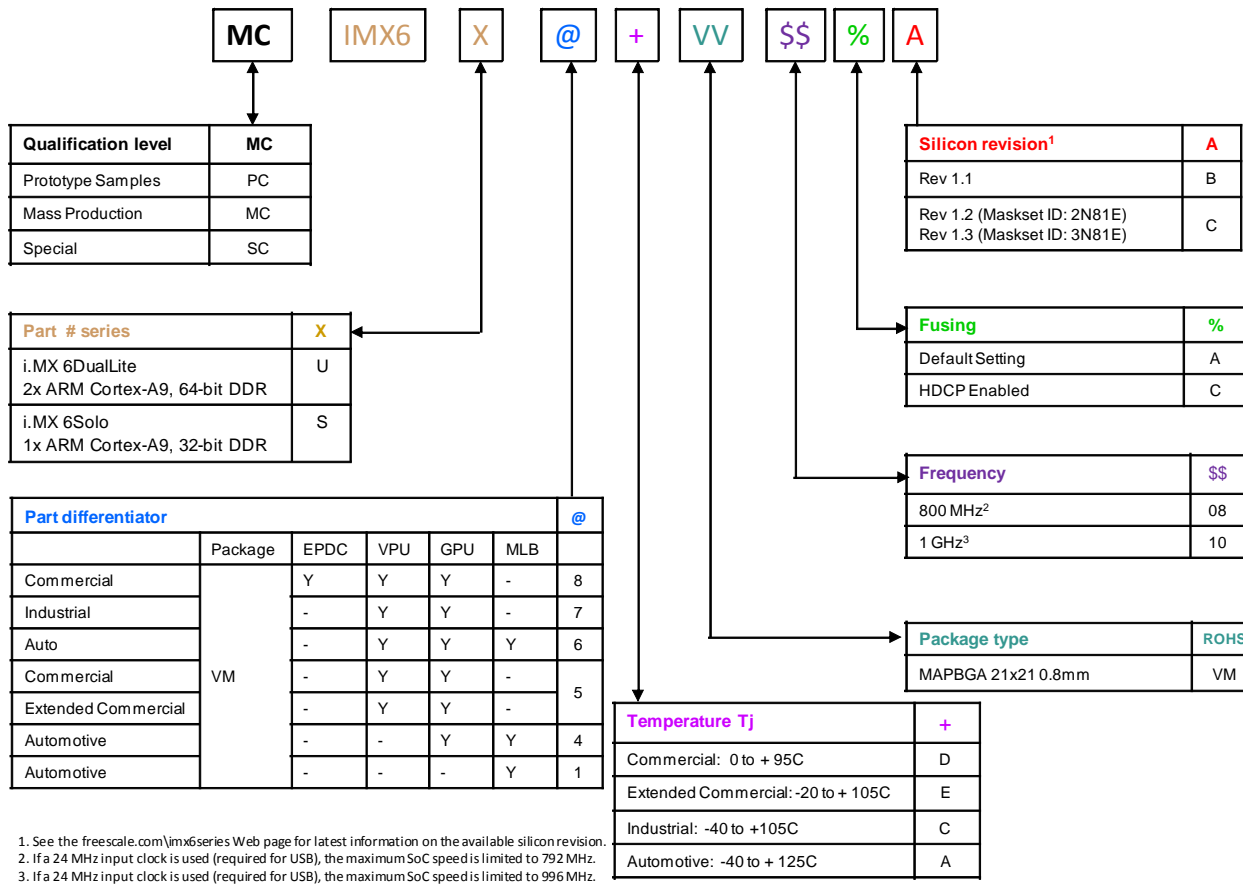 MC IMX6 X @ + VV $$ % A
Qualification level MC
Prototype Samples PC
Mass Production MC
Special SC
Silicon revision1 A
Rev 1.1 B
Rev 1.2 (Maskset ID: 2N81E)
Rev 1.3 (Maskset ID: 3N81E) C
Part # series X
i.MX 6DualLite U
2x ARM Cortex-A9, 64-bit DDR
i.MX 6Solo S
1x ARM Cortex-A9, 32-bit DDR
Fusing %
Default Setting A
HDCP Enabled C
Frequency $$
800 MHz2 08
1 GHz3 10
Part differentiator @
Package EPDC VPU GPU MLB
Commercial Y Y Y - 8
Industrial - Y Y - 7
Auto - Y Y Y 6
Commercial VM - Y Y - 5
Extended Commercial - Y Y -
Automotive - - Y Y 4
Automotive - - - Y 1
Package type ROHS
MAPBGA 21x21 0.8mm VM
Temperature Tj +
Commercial: 0 to + 95C D
Extended Commercial: -20 to + 105C E
Industrial: -40 to +105C C
Automotive: -40 to + 125C A
1. See the freescale.com\imx6series Web page for latest information on the available silicon revision.
2. If a 24 MHz input clock is used (required for USB), the maximum SoC speed is limited to 792 MHz.
3. If a 24 MHz input clock is used (required for USB), the maximum SoC speed is limited to 996 MHz.